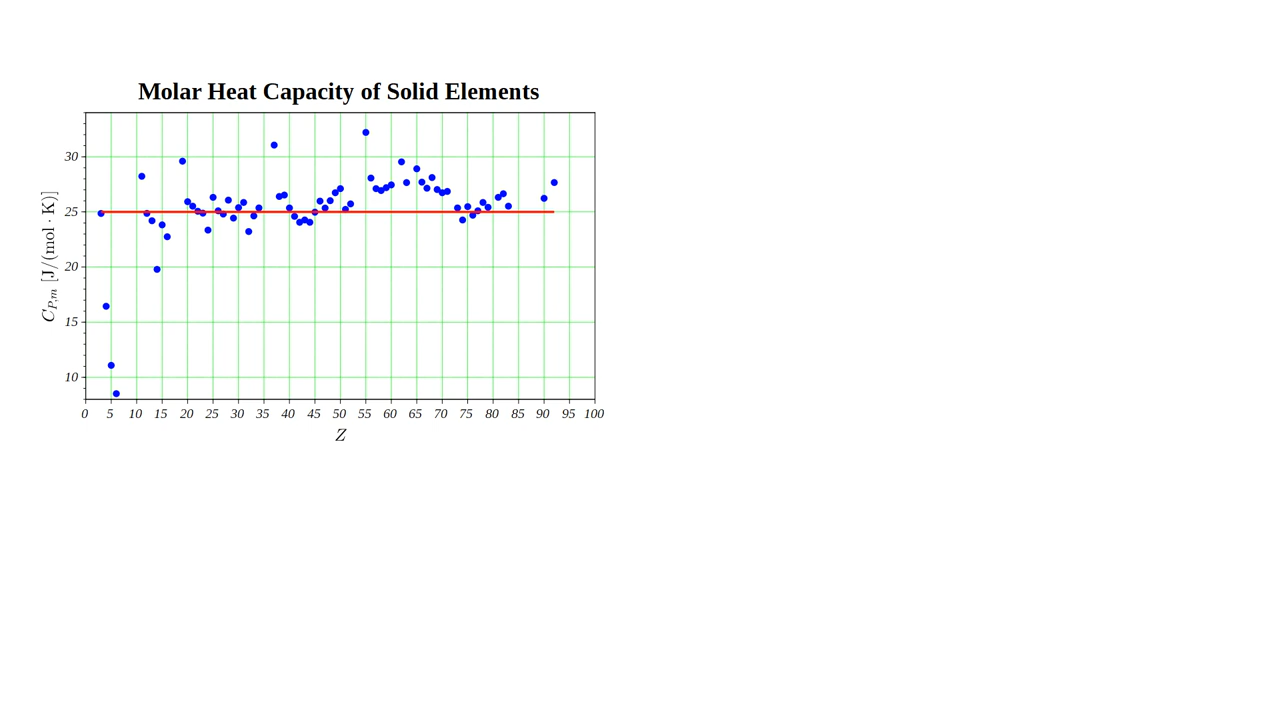 Molar Heat Capacity of Solid Elements
30
25
20
15
10
C_{P,m} [J/(mol · K)]
0 5 10 15 20 25 30 35 40 45 50 55 60 65 70 75 80 85 90 95 100
Z